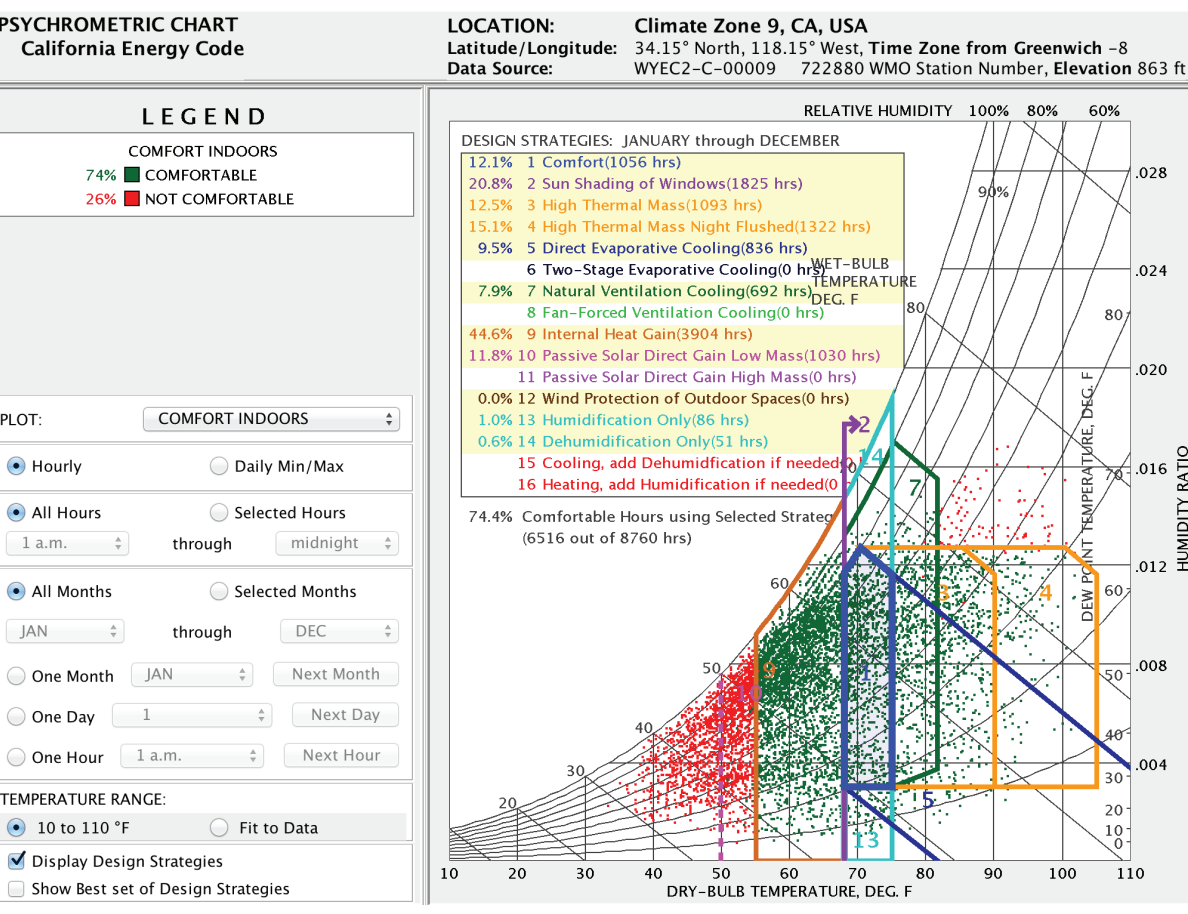 PSYCHROMETRIC CHART
California Energy Code
LOCATION: Climate Zone 9, CA, USA
Latitude/Longitude: 34.15° North, 118.15° West, Time Zone from Greenwich -8
Data Source: WYEC2-C-00009 722880 WMO Station Number, Elevation 863 ft
LEGEND
COMFORT INDOORS
74% COMFORTABLE
26% NOT COMFORTABLE
PLOT: COMFORT INDOORS
Hourly Daily Min/Max
All Hours Selected Hours
1 a.m. through midnight
All Months Selected Months
JAN through DEC
One Month JAN Next Month
One Day 1 Next Day
One Hour 1 a.m. Next Hour
TEMPERATURE RANGE:
10 to 110 °F Fit to Data
Display Design Strategies
Show Best set of Design Strategies
RELATIVE HUMIDITY 100% 80% 60%
90%
DESIGN STRATEGIES: JANUARY through DECEMBER
12.1% 1 Comfort(1056 hrs)
20.8% 2 Sun Shading of Windows(1825 hrs)
12.5% 3 High Thermal Mass(1093 hrs)
15.1% 4 High Thermal Mass Night Flushed(1322 hrs)
9.5% 5 Direct Evaporative Cooling(836 hrs)
6 Two-Stage Evaporative Cooling(0 hrs)
7.9% 7 Natural Ventilation Cooling(692 hrs)
8 Fan-Forced Ventilation Cooling(0 hrs)
44.6% 9 Internal Heat Gain(3904 hrs)
11.8% 10 Passive Solar Direct Gain Low Mass(1030 hrs)
11 Passive Solar Direct Gain High Mass(0 hrs)
0.0% 12 Wind Protection of Outdoor Spaces(0 hrs)
1.0% 13 Humidification Only(86 hrs)
0.6% 14 Dehumidification Only(51 hrs)
15 Cooling, add Dehumidfication if needed(0
16 Heating, add Humidification if needed(0
74.4% Comfortable Hours using Selected Strateg
(6516 out of 8760 hrs)
WET-BULB
TEMPERATURE
DEG. F
20
30
40
50
60
70
80
2
14
7
3
4
9
10
1
5
13
DEW POINT TEMPERATURE, DEG. F
80
70
60
50
40
30
20
10
0
.028
.024
.020
.016
.012
.008
.004
HUMIDITY RATIO
10 20 30 40 50 60 70 80 90 100 110
DRY-BULB TEMPERATURE, DEG. F